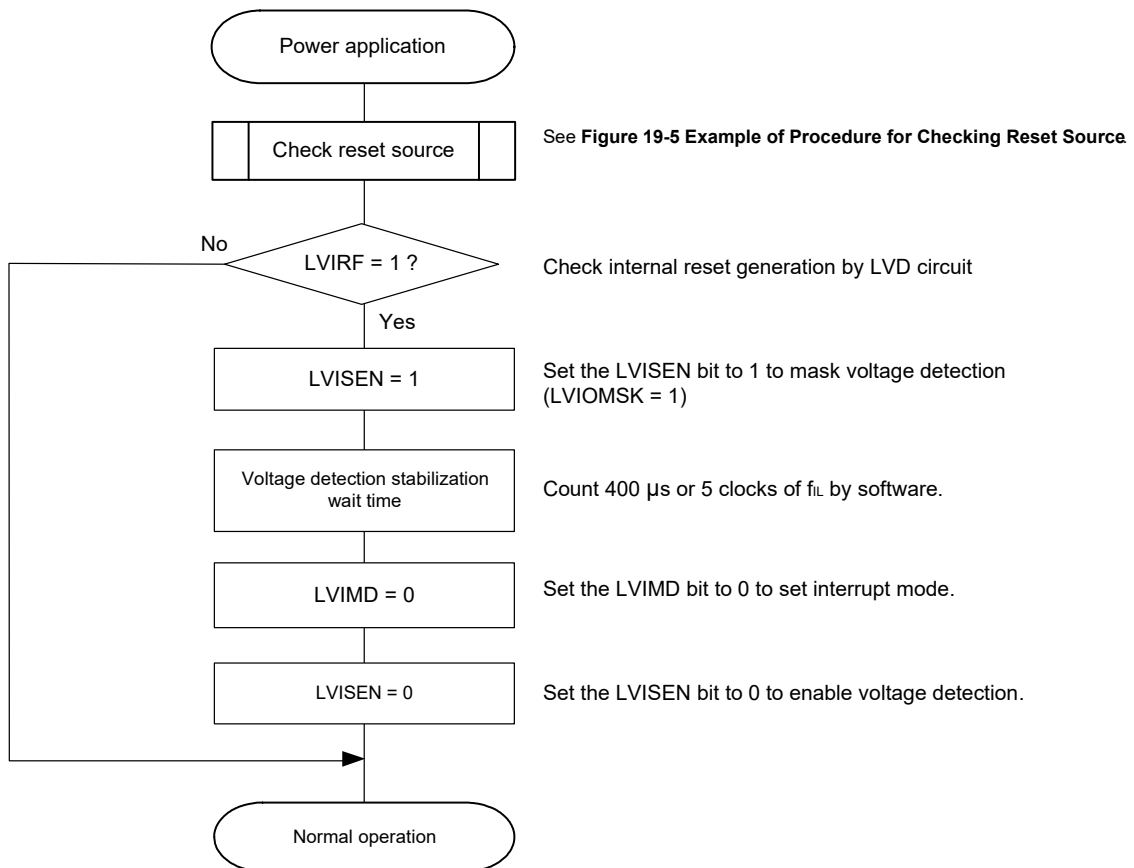 Power application
Check reset source
See Figure 19-5 Example of Procedure for Checking Reset Source.
No
LVIRF = 1 ?
Check internal reset generation by LVD circuit
Yes
LVISEN = 1
Set the LVISEN bit to 1 to mask voltage detection
(LVIOMSK = 1)
Voltage detection stabilization
wait time
Count 400 μs or 5 clocks of fIL by software.
LVIMD = 0
Set the LVIMD bit to 0 to set interrupt mode.
LVISEN = 0
Set the LVISEN bit to 0 to enable voltage detection.
Normal operation